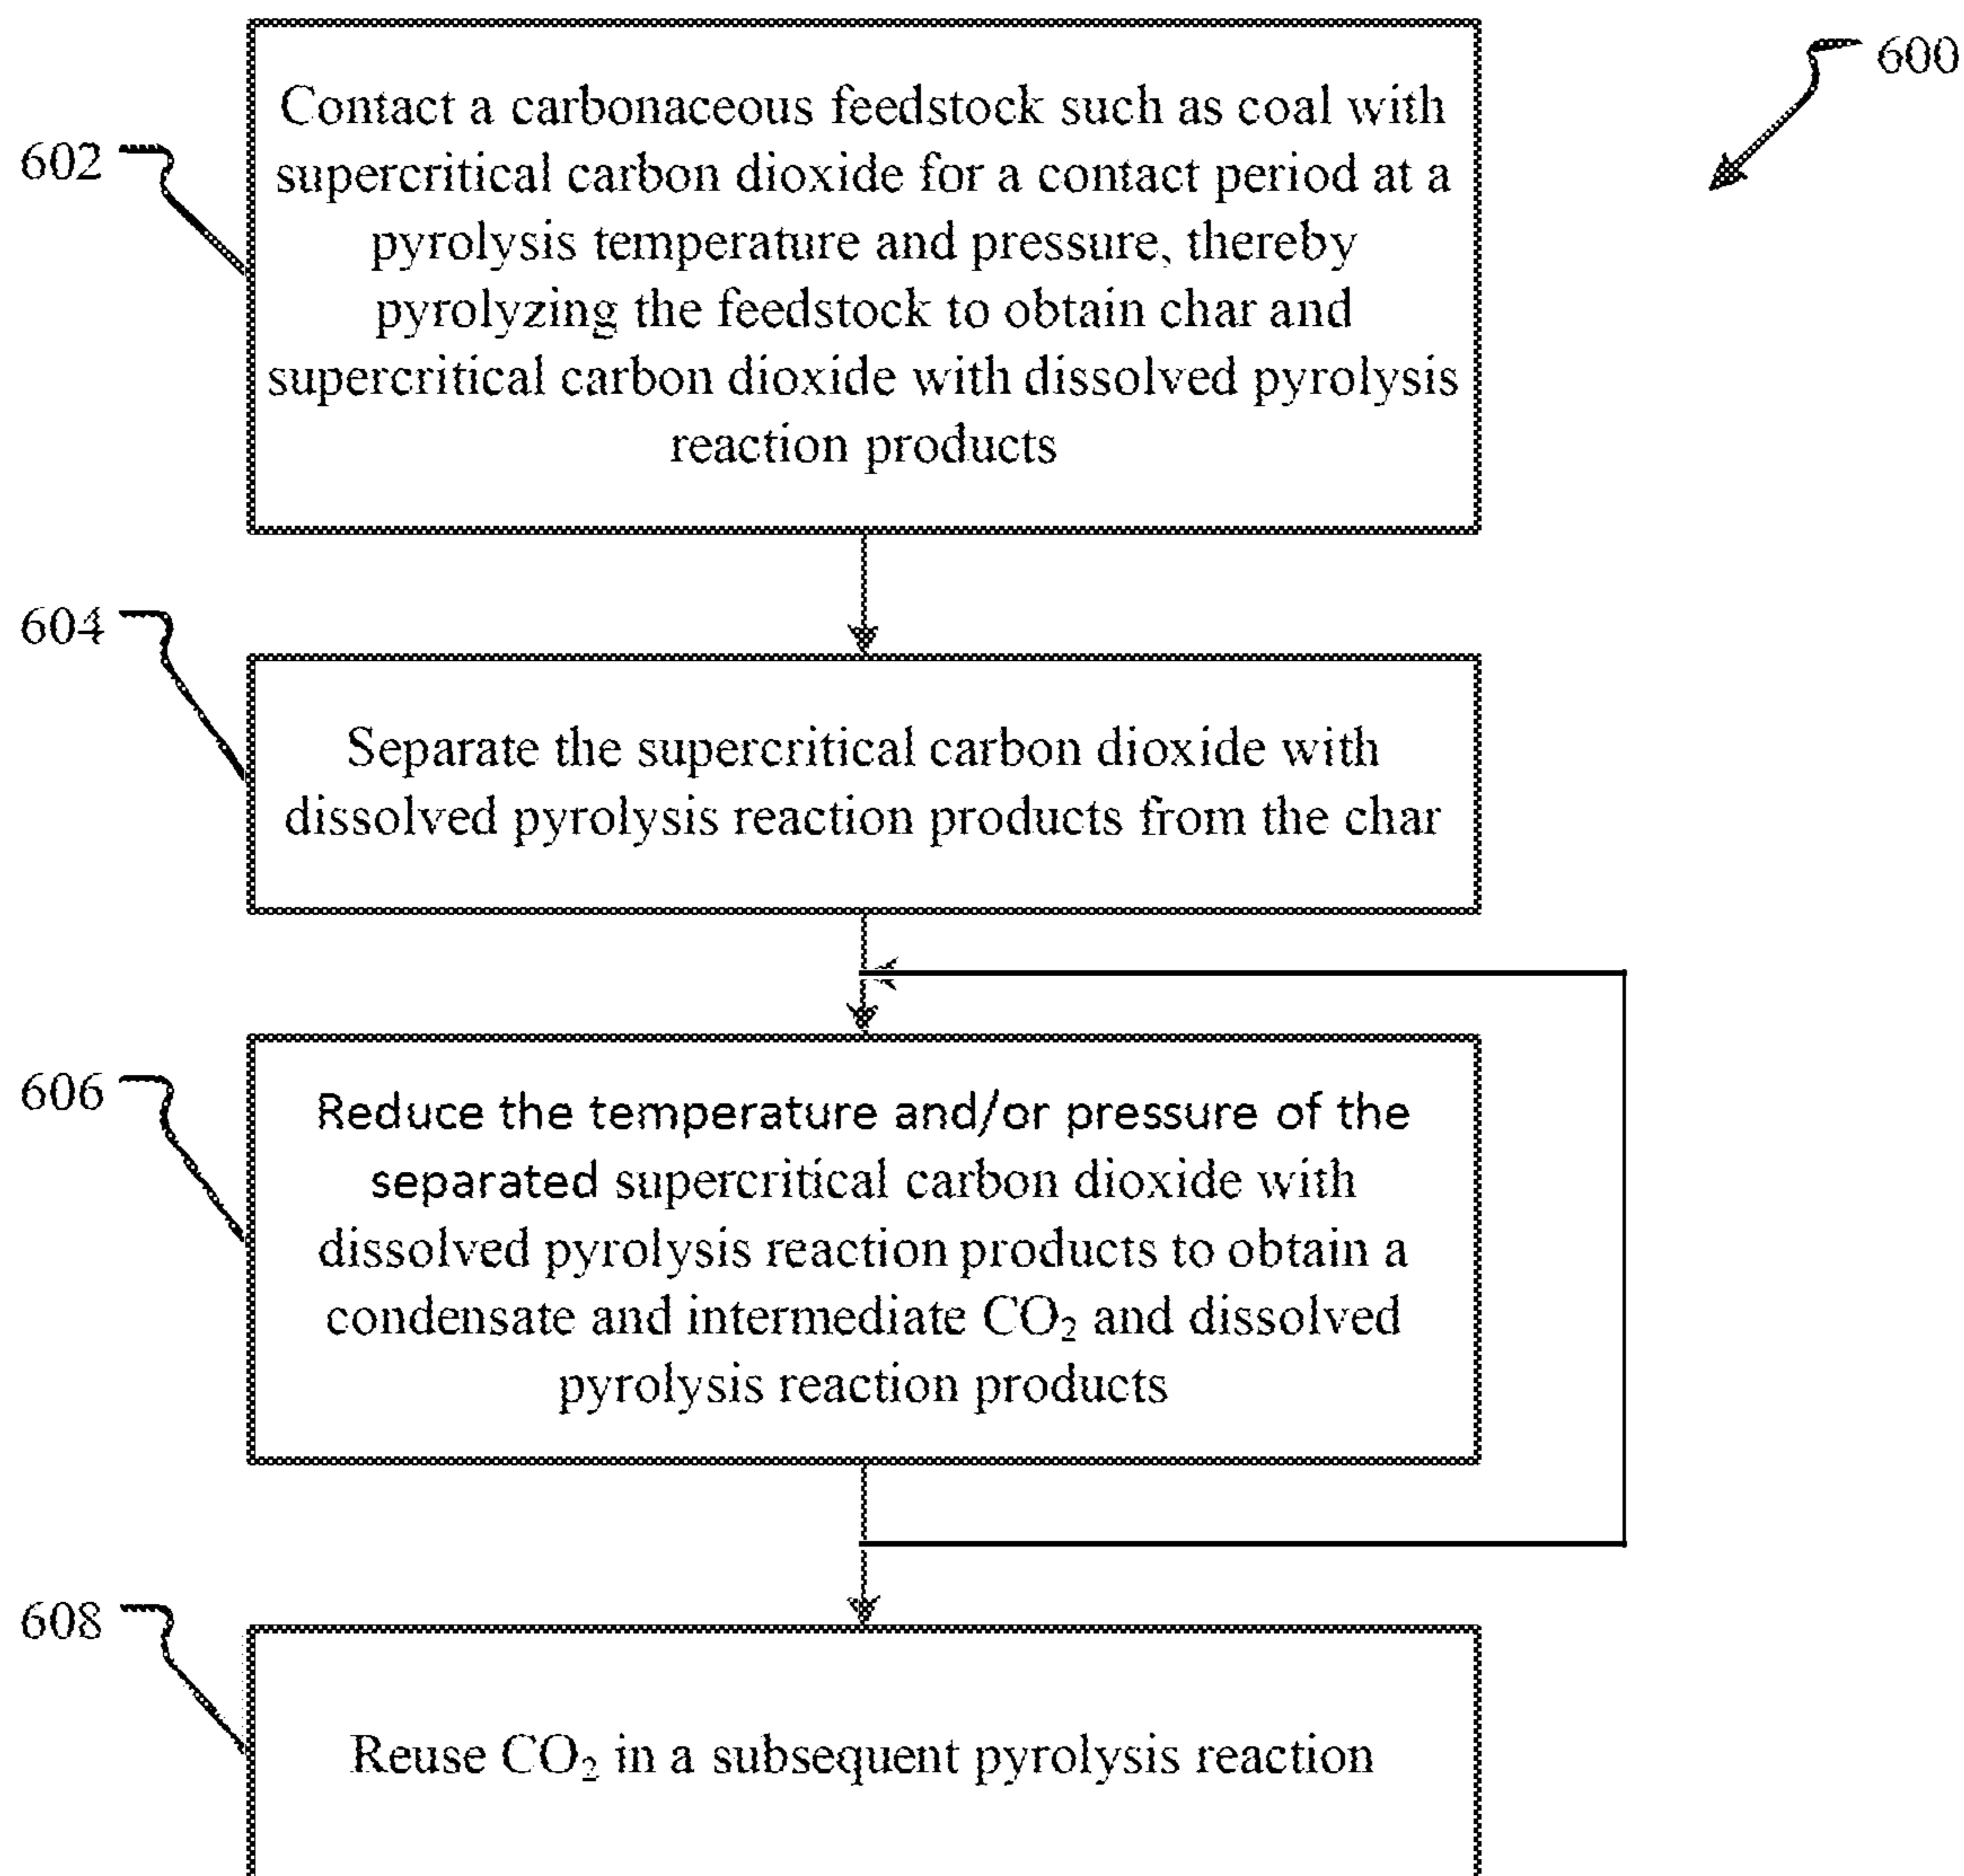 600
602
Contact a carbonaceous feedstock such as coal with
supercritical carbon dioxide for a contact period at a
pyrolysis temperature and pressure, thereby
pyrolyzing the feedstock to obtain char and
supercritical carbon dioxide with dissolved pyrolysis
reaction products
604
Separate the supercritical carbon dioxide with
dissolved pyrolysis reaction products from the char
606
Reduce the temperature and/or pressure of the
separated supercritical carbon dioxide with
dissolved pyrolysis reaction products to obtain a
condensate and intermediate CO₂ and dissolved
pyrolysis reaction products
608
Reuse CO₂ in a subsequent pyrolysis reaction